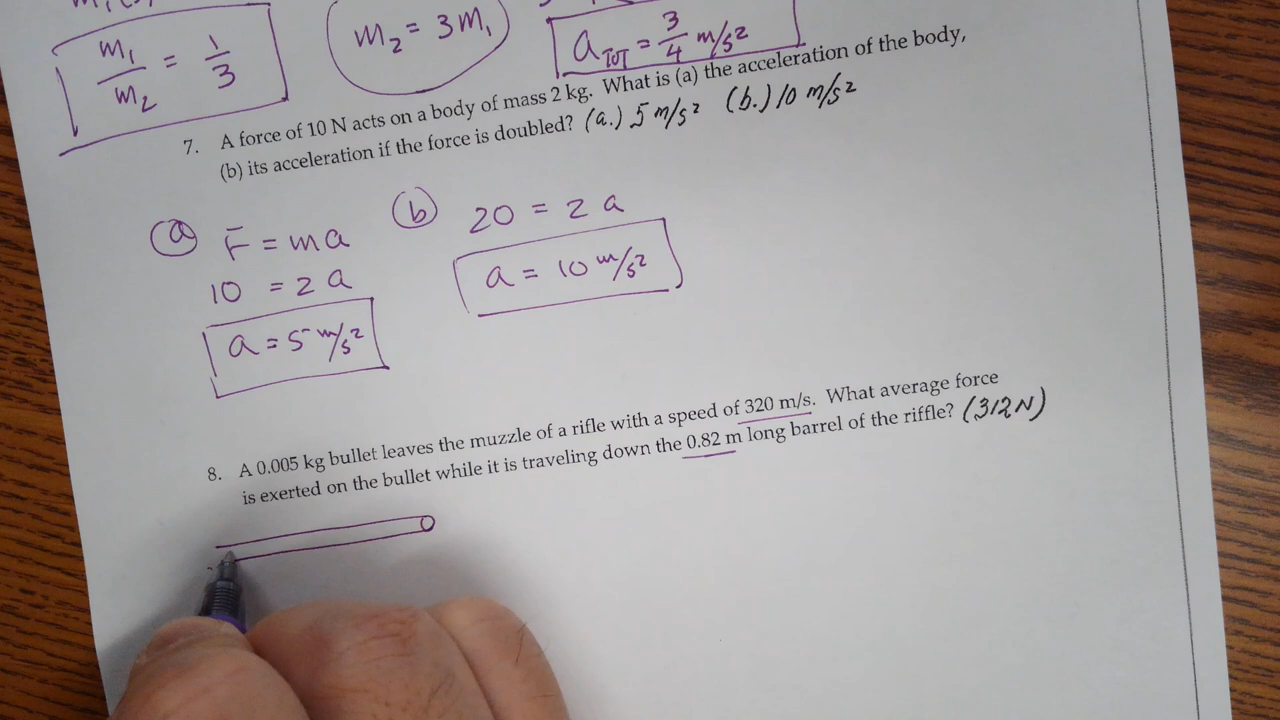 m₁/m₂ = 1/3
m₂ = 3m₁
a_TOT = 3/4 m/s²
7. A force of 10 N acts on a body of mass 2 kg. What is (a) the acceleration of the body,
(b) its acceleration if the force is doubled? (a.) 5 m/s² (b.) 10 m/s²
(a) F = ma
10 = 2 a
a = 5 m/s²
(b) 20 = 2 a
a = 10 m/s²
8. A 0.005 kg bullet leaves the muzzle of a rifle with a speed of 320 m/s. What average force
is exerted on the bullet while it is traveling down the 0.82 m long barrel of the riffle? (312N)